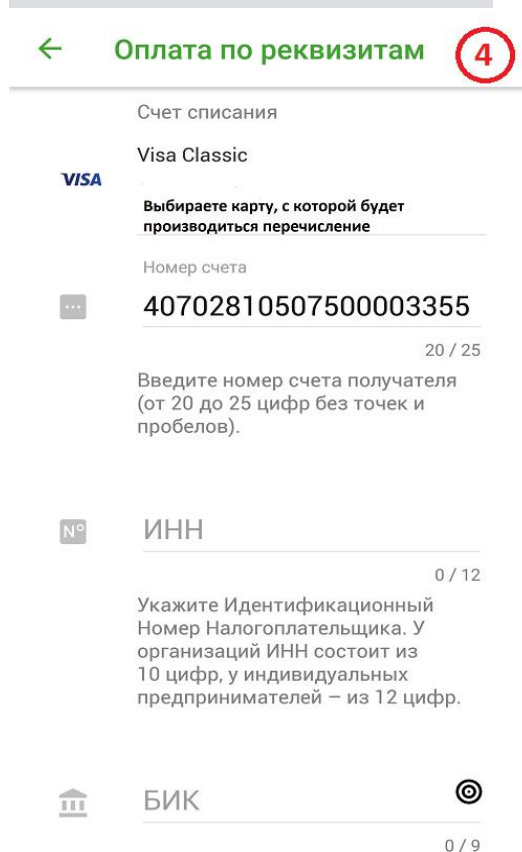 Оплата по реквизитам
4
Счет списания
Visa Classic
VISA
Выбираете карту, с которой будет
производиться перечисление
Номер счета
40702810507500003355
20 / 25
Введите номер счета получателя
(от 20 до 25 цифр без точек и
пробелов).
N°
ИНН
0 / 12
Укажите Идентификационный
Номер Налогоплательщика. У
организаций ИНН состоит из
10 цифр, у индивидуальных
предпринимателей – из 12 цифр.
БИК
0 / 9